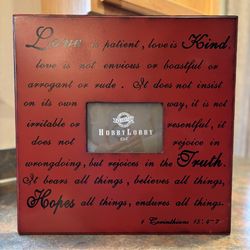 Love is patient, love is Kind.
love is not envious or boastful or
arrogant or rude. It does not insist
on its own way, it is not
irritable or resentful, it
does not rejoice in
HOBBY LOBBY
wrongdoing, but rejoices in the Truth.
It bears all things, believes all things,
Hopes all things, endures all things.
1 Corinthians 13:4-7